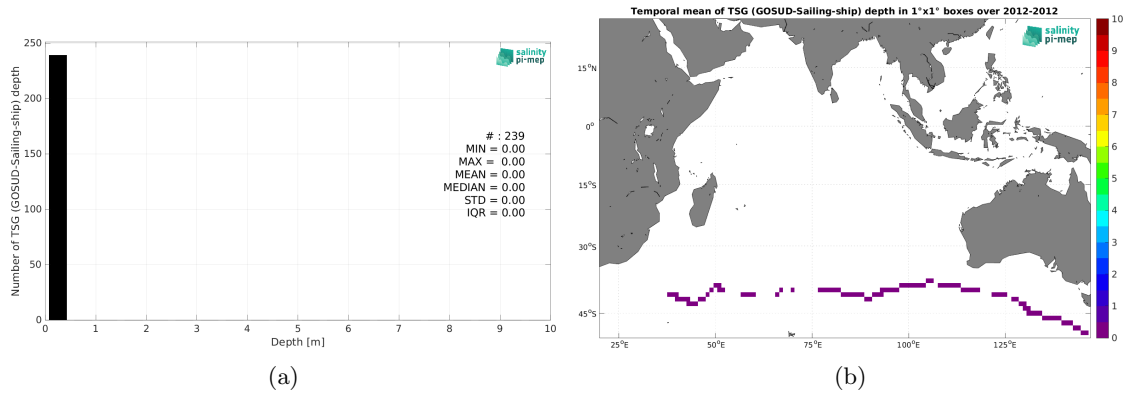 250
200
150
100
50
0
Number of TSG (GOSUD-Sailing-ship) depth
salinity
pi-mep
# : 239
MIN = 0.00
MAX = 0.00
MEAN = 0.00
MEDIAN = 0.00
STD = 0.00
IQR = 0.00
0 1 2 3 4 5 6 7 8 9 10
Depth [m]
(a)
Temporal mean of TSG (GOSUD-Sailing-ship) depth in 1°x1° boxes over 2012-2012
salinity
pi-mep
15°N
0°
15°S
30°S
45°S
25°E 50°E 75°E 100°E 125°E
10
9
8
7
6
5
4
3
2
1
0
(b)